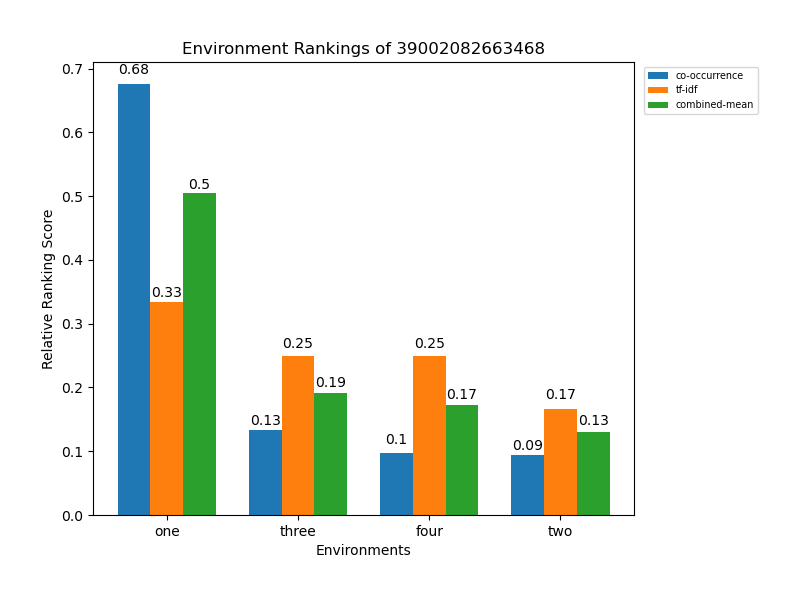 Environment Rankings of 39002082663468
co-occurrence
tf-idf
combined-mean
Relative Ranking Score
0.7
0.6
0.5
0.4
0.3
0.2
0.1
0.0
0.68
0.33
0.5
0.13
0.25
0.19
0.1
0.25
0.17
0.09
0.17
0.13
one
three
four
two
Environments